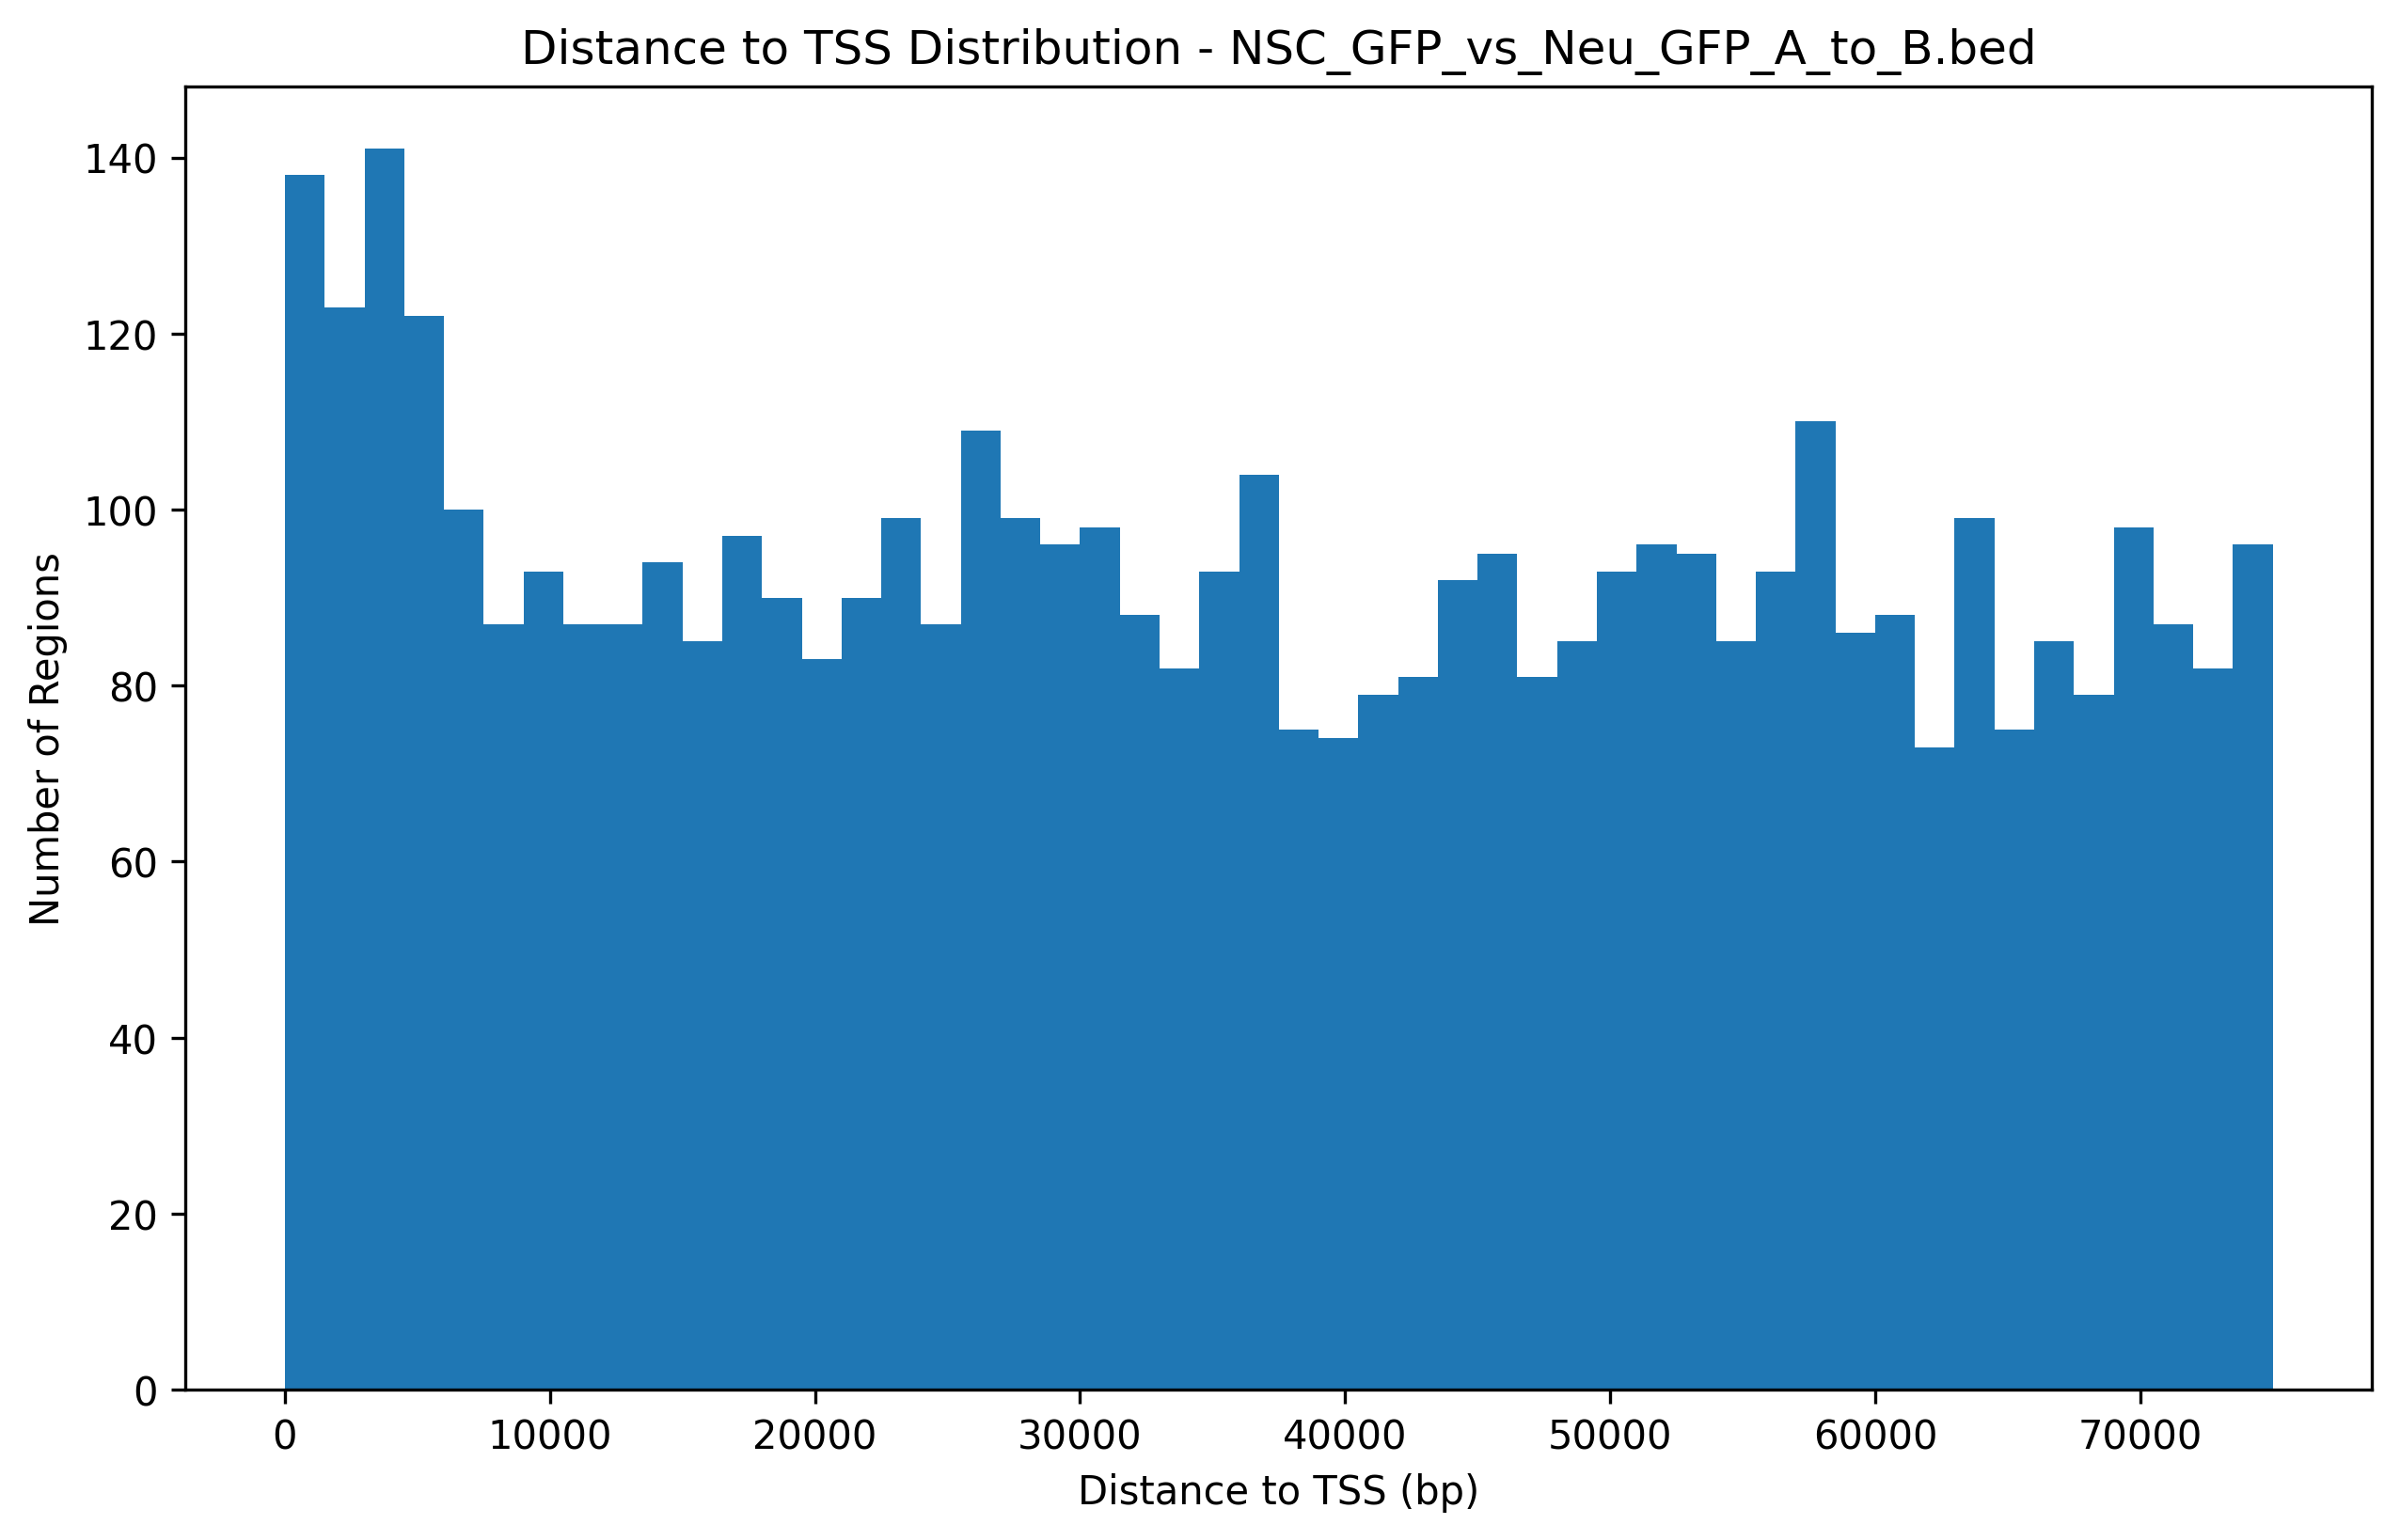 Distance to TSS Distribution - NSC_GFP_vs_Neu_GFP_A_to_B.bed
140
120
100
80
60
40
20
0
Number of Regions
0 10000 20000 30000 40000 50000 60000 70000
Distance to TSS (bp)